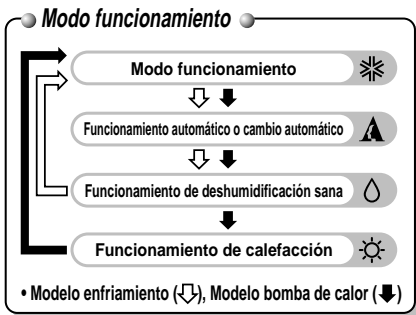 Modo funcionamiento
Modo funcionamiento
Funcionamiento automático o cambio automático
Funcionamiento de deshumidificación sana
Funcionamiento de calefacción
• Modelo enfriamiento (⇩), Modelo bomba de calor (⬇)